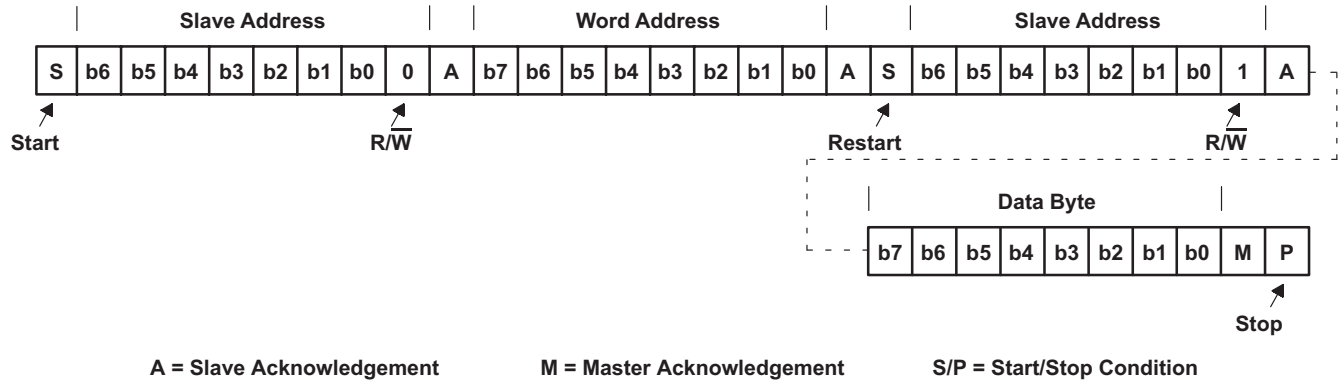 Slave Address Word Address Slave Address
S b6 b5 b4 b3 b2 b1 b0 0 A b7 b6 b5 b4 b3 b2 b1 b0 A S b6 b5 b4 b3 b2 b1 b0 1 A
Start R/W̅ Restart R/W̅
Data Byte
b7 b6 b5 b4 b3 b2 b1 b0 M P
Stop
A = Slave Acknowledgement M = Master Acknowledgement S/P = Start/Stop Condition